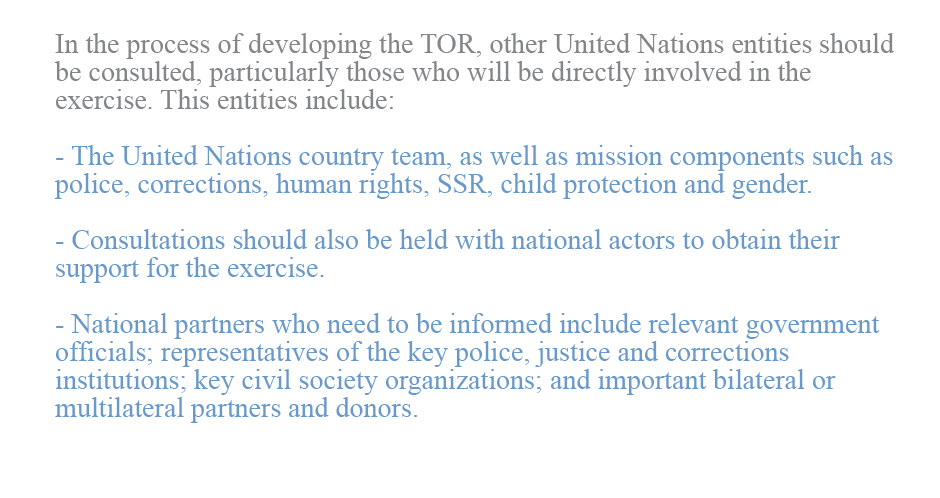 In the process of developing the TOR, other United Nations entities should
be consulted, particularly those who will be directly involved in the
exercise. This entities include:
- The United Nations country team, as well as mission components such as
police, corrections, human rights, SSR, child protection and gender.
- Consultations should also be held with national actors to obtain their
support for the exercise.
- National partners who need to be informed include relevant government
officials; representatives of the key police, justice and corrections
institutions; key civil society organizations; and important bilateral or
multilateral partners and donors.